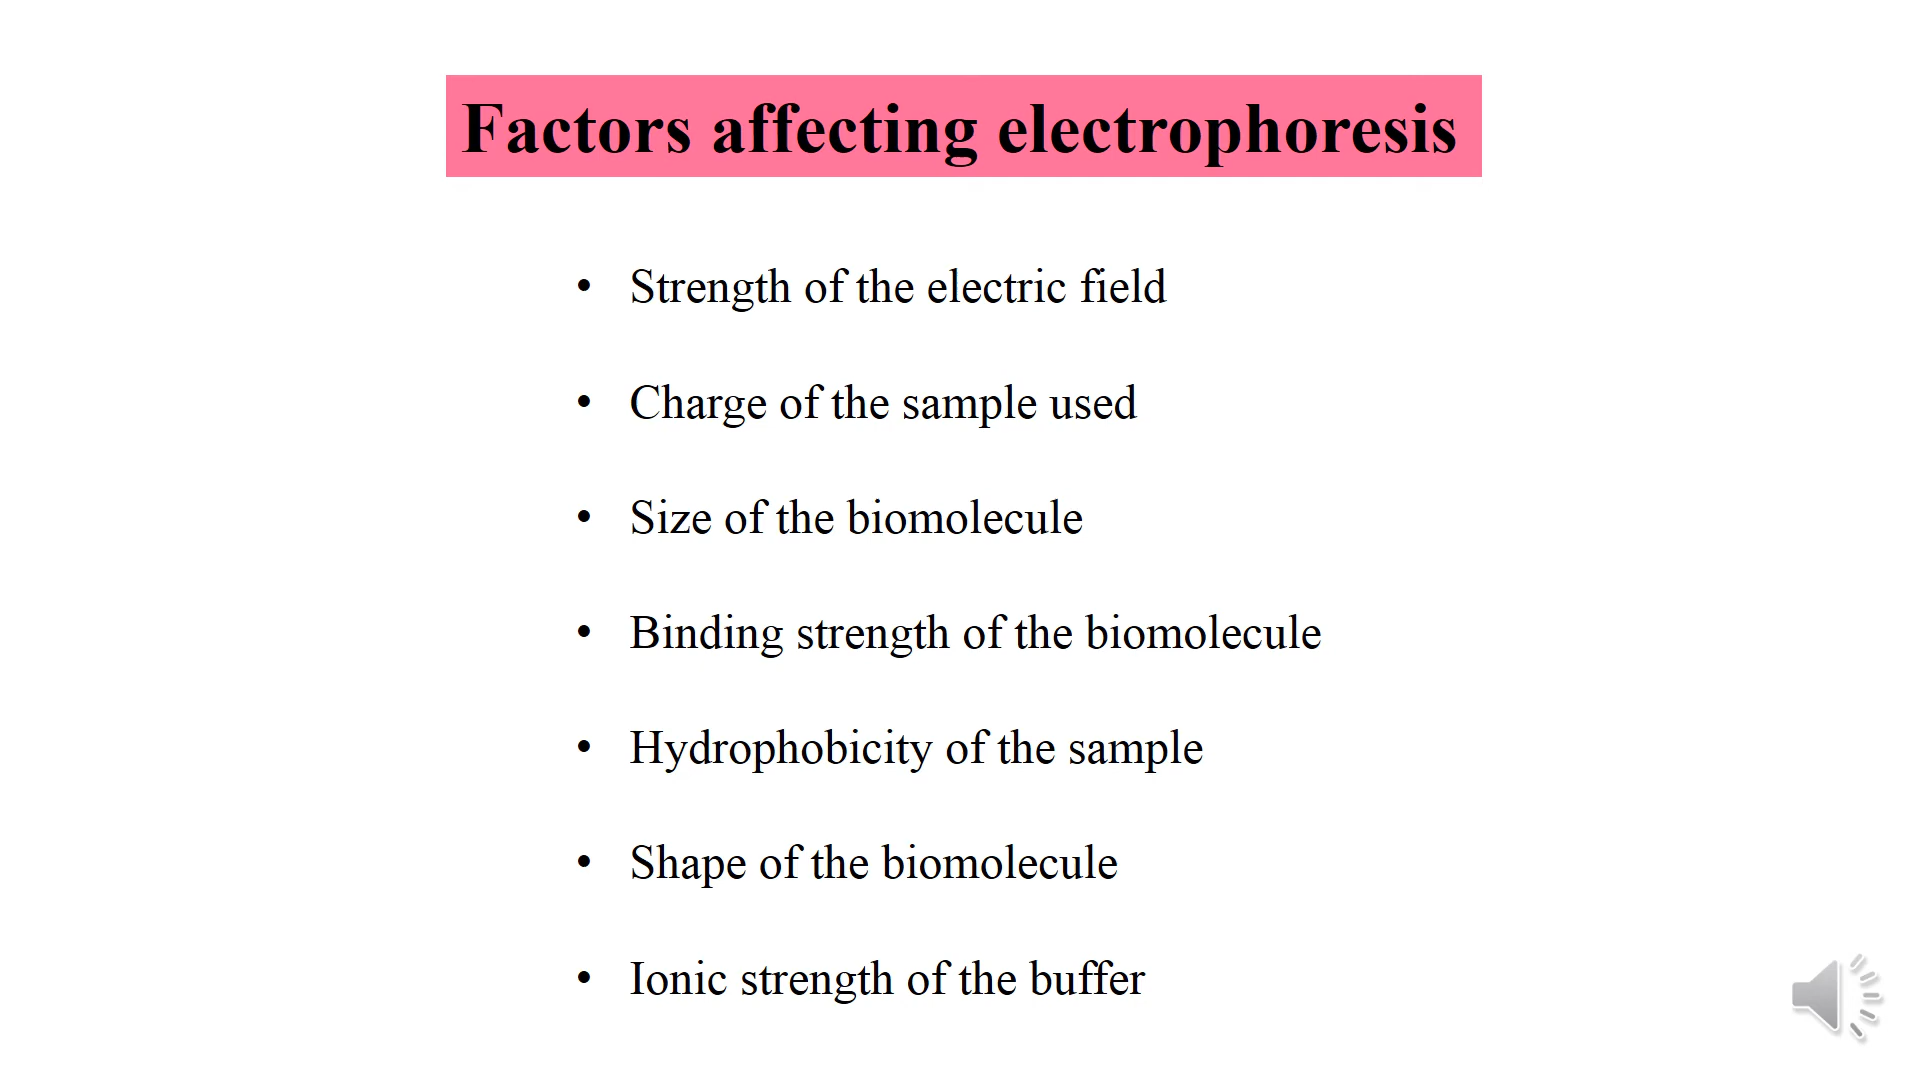 Factors affecting electrophoresis
• Strength of the electric field
• Charge of the sample used
• Size of the biomolecule
• Binding strength of the biomolecule
• Hydrophobicity of the sample
• Shape of the biomolecule
• Ionic strength of the buffer